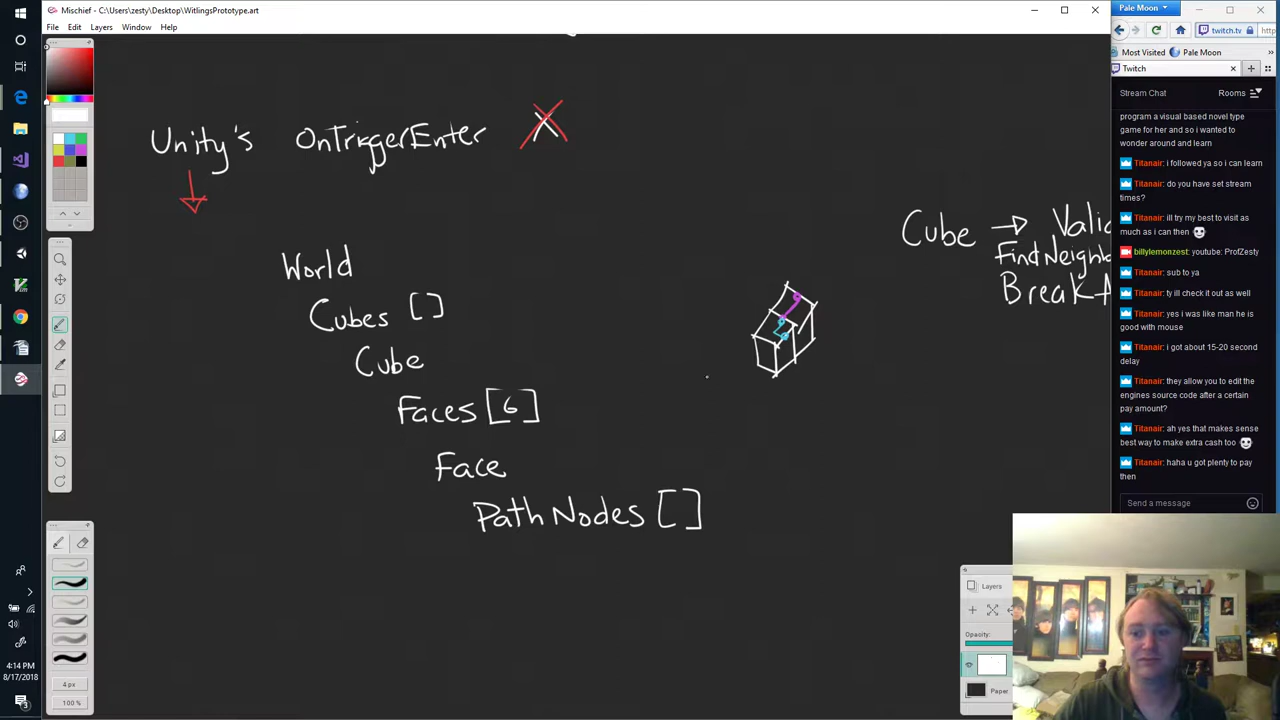 Mischief - C:\Users\zesty\Desktop\WitlingsPrototype.art
File Edit Layers Window Help
Unity's OnTriggerEnter X
World
Cubes []
Cube
Faces [6]
Face
PathNodes []
Cube → Valid
FindNeighb
Break A
Layers
Opacity:
Paper
4 px
100 %
4:14 PM
8/17/2018
3
Pale Moon
twitch.tv
http
Most Visited Pale Moon
Twitch
Stream Chat Rooms
program a visual based novel type
game for her and so i wanted to
wonder around and learn
Titanair: i followed ya so i can learn
Titanair: do you have set stream
times?
Titanair: ill try my best to visit as
much as i can then
billylemonzest: youtube: ProfZesty
Titanair: sub to ya
Titanair: ty ill check it out as well
Titanair: yes i was like man he is
good with mouse
Titanair: i got about 15-20 second
delay
Titanair: they allow you to edit the
engines source code after a certain
pay amount?
Titanair: ah yes that makes sense
best way to make extra cash too
Titanair: haha u got plenty to pay
then
Send a message